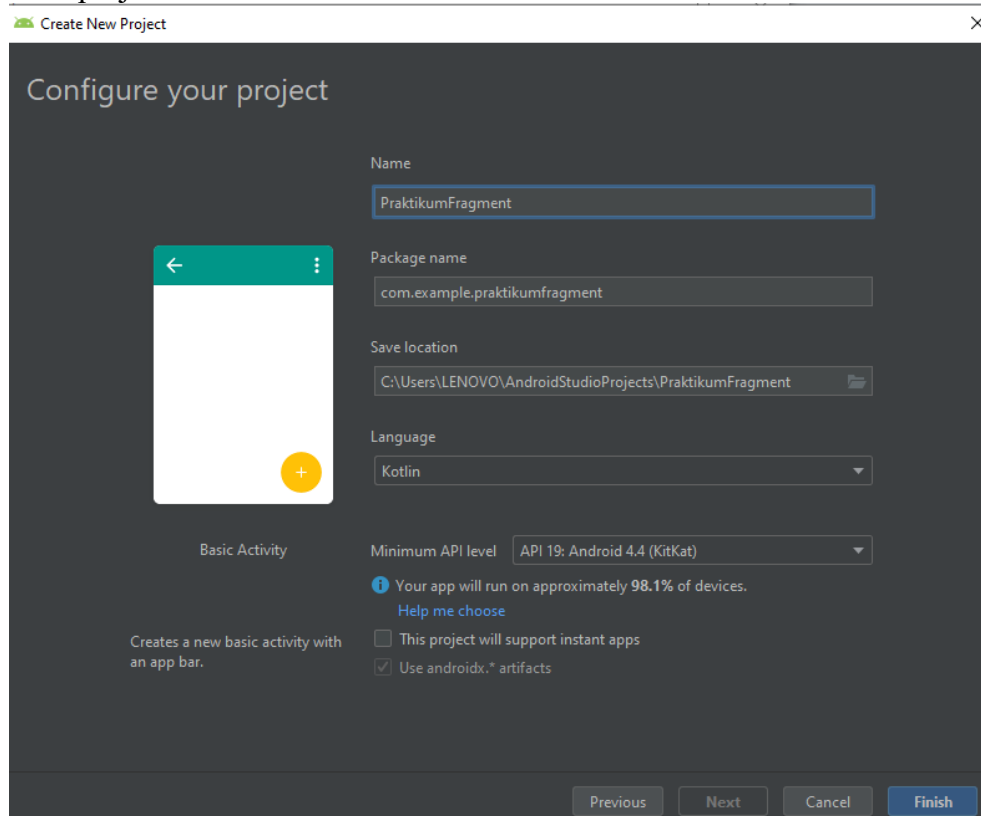 Create New Project
Configure your project
Name
PraktikumFragment
Package name
com.example.praktikumfragment
Save location
C:\Users\LENOVO\AndroidStudioProjects\PraktikumFragment
Language
Kotlin
Basic Activity
Minimum API level API 19: Android 4.4 (KitKat)
Your app will run on approximately 98.1% of devices.
Help me choose
Creates a new basic activity with
an app bar.
This project will support instant apps
Use androidx.* artifacts
Previous Next Cancel Finish